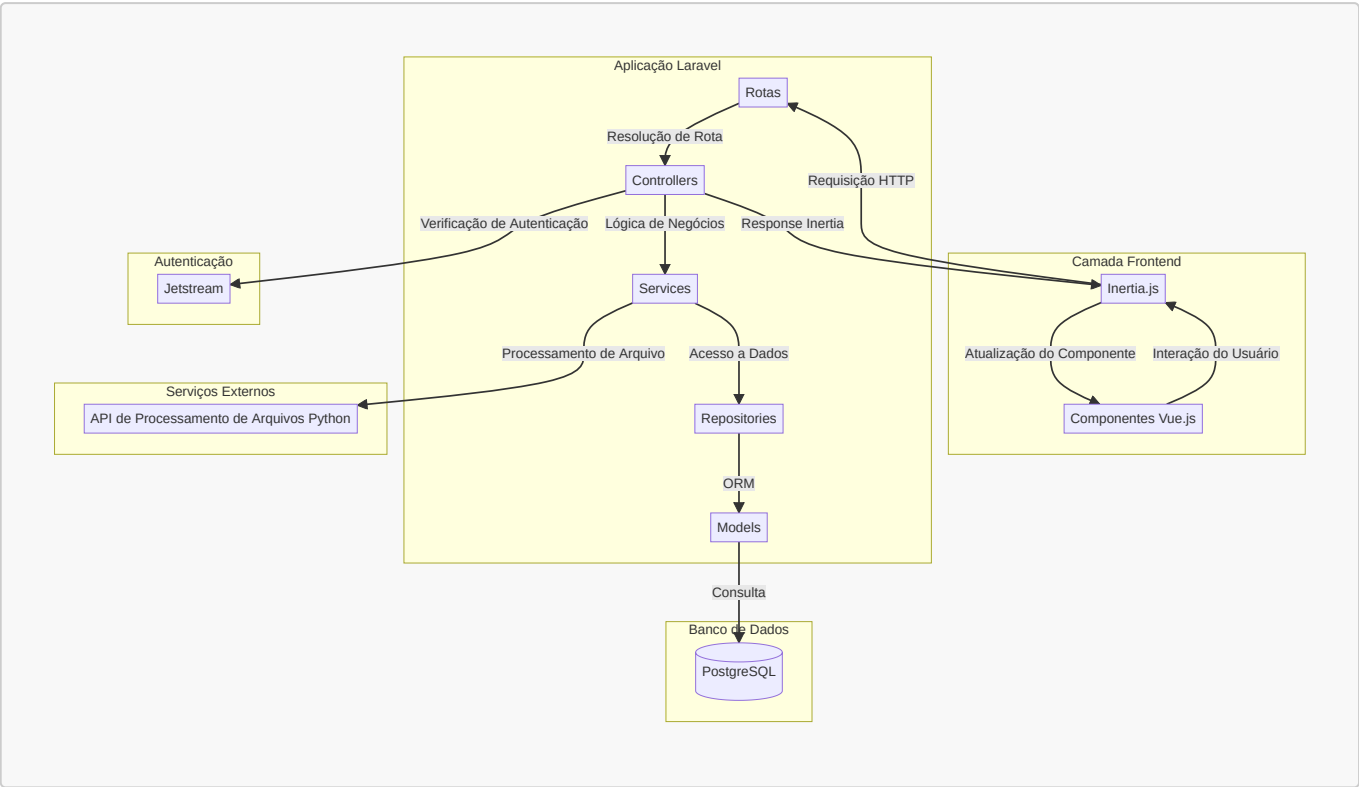 Aplicação Laravel
Rotas
Resolução de Rota
Controllers
Requisição HTTP
Verificação de Autenticação
Lógica de Negócios
Response Inertia
Autenticação
Jetstream
Services
Camada Frontend
Inertia.js
Processamento de Arquivo
Acesso a Dados
Atualização do Componente
Interação do Usuário
Serviços Externos
API de Processamento de Arquivos Python
Repositories
Componentes Vue.js
ORM
Models
Consulta
Banco de Dados
PostgreSQL